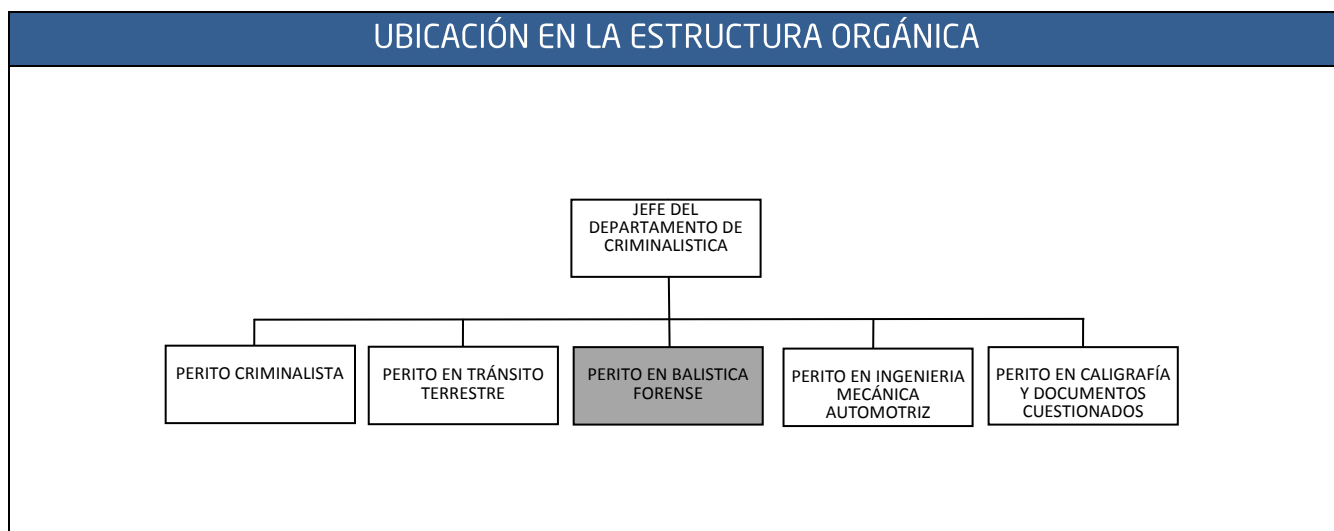 UBICACIÓN EN LA ESTRUCTURA ORGÁNICA
JEFE DEL
DEPARTAMENTO DE
CRIMINALISTICA
PERITO CRIMINALISTA
PERITO EN TRÁNSITO
TERRESTRE
PERITO EN BALISTICA
FORENSE
PERITO EN INGENIERIA
MECÁNICA
AUTOMOTRIZ
PERITO EN CALIGRAFÍA
Y DOCUMENTOS
CUESTIONADOS